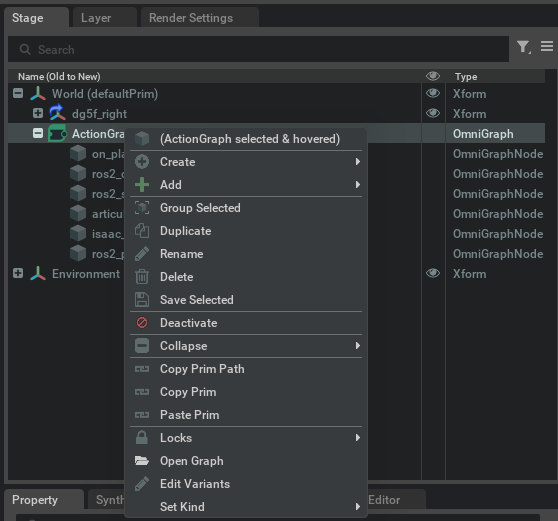 Stage
Layer
Render Settings
Search
Name (Old to New)
Type
World (defaultPrim)
Xform
dg5f_right
Xform
ActionGra
OmniGraph
(ActionGraph selected & hovered)
on_pla
OmniGraphNode
Create
ros2_
OmniGraphNode
Add
ros2_s
OmniGraphNode
Group Selected
articu
OmniGraphNode
Duplicate
isaac_
OmniGraphNode
Rename
ros2_p
OmniGraphNode
Environment
Xform
Delete
Save Selected
Deactivate
Collapse
Copy Prim Path
Copy Prim
Paste Prim
Locks
Open Graph
Edit Variants
Set Kind
Property
Synth
Editor